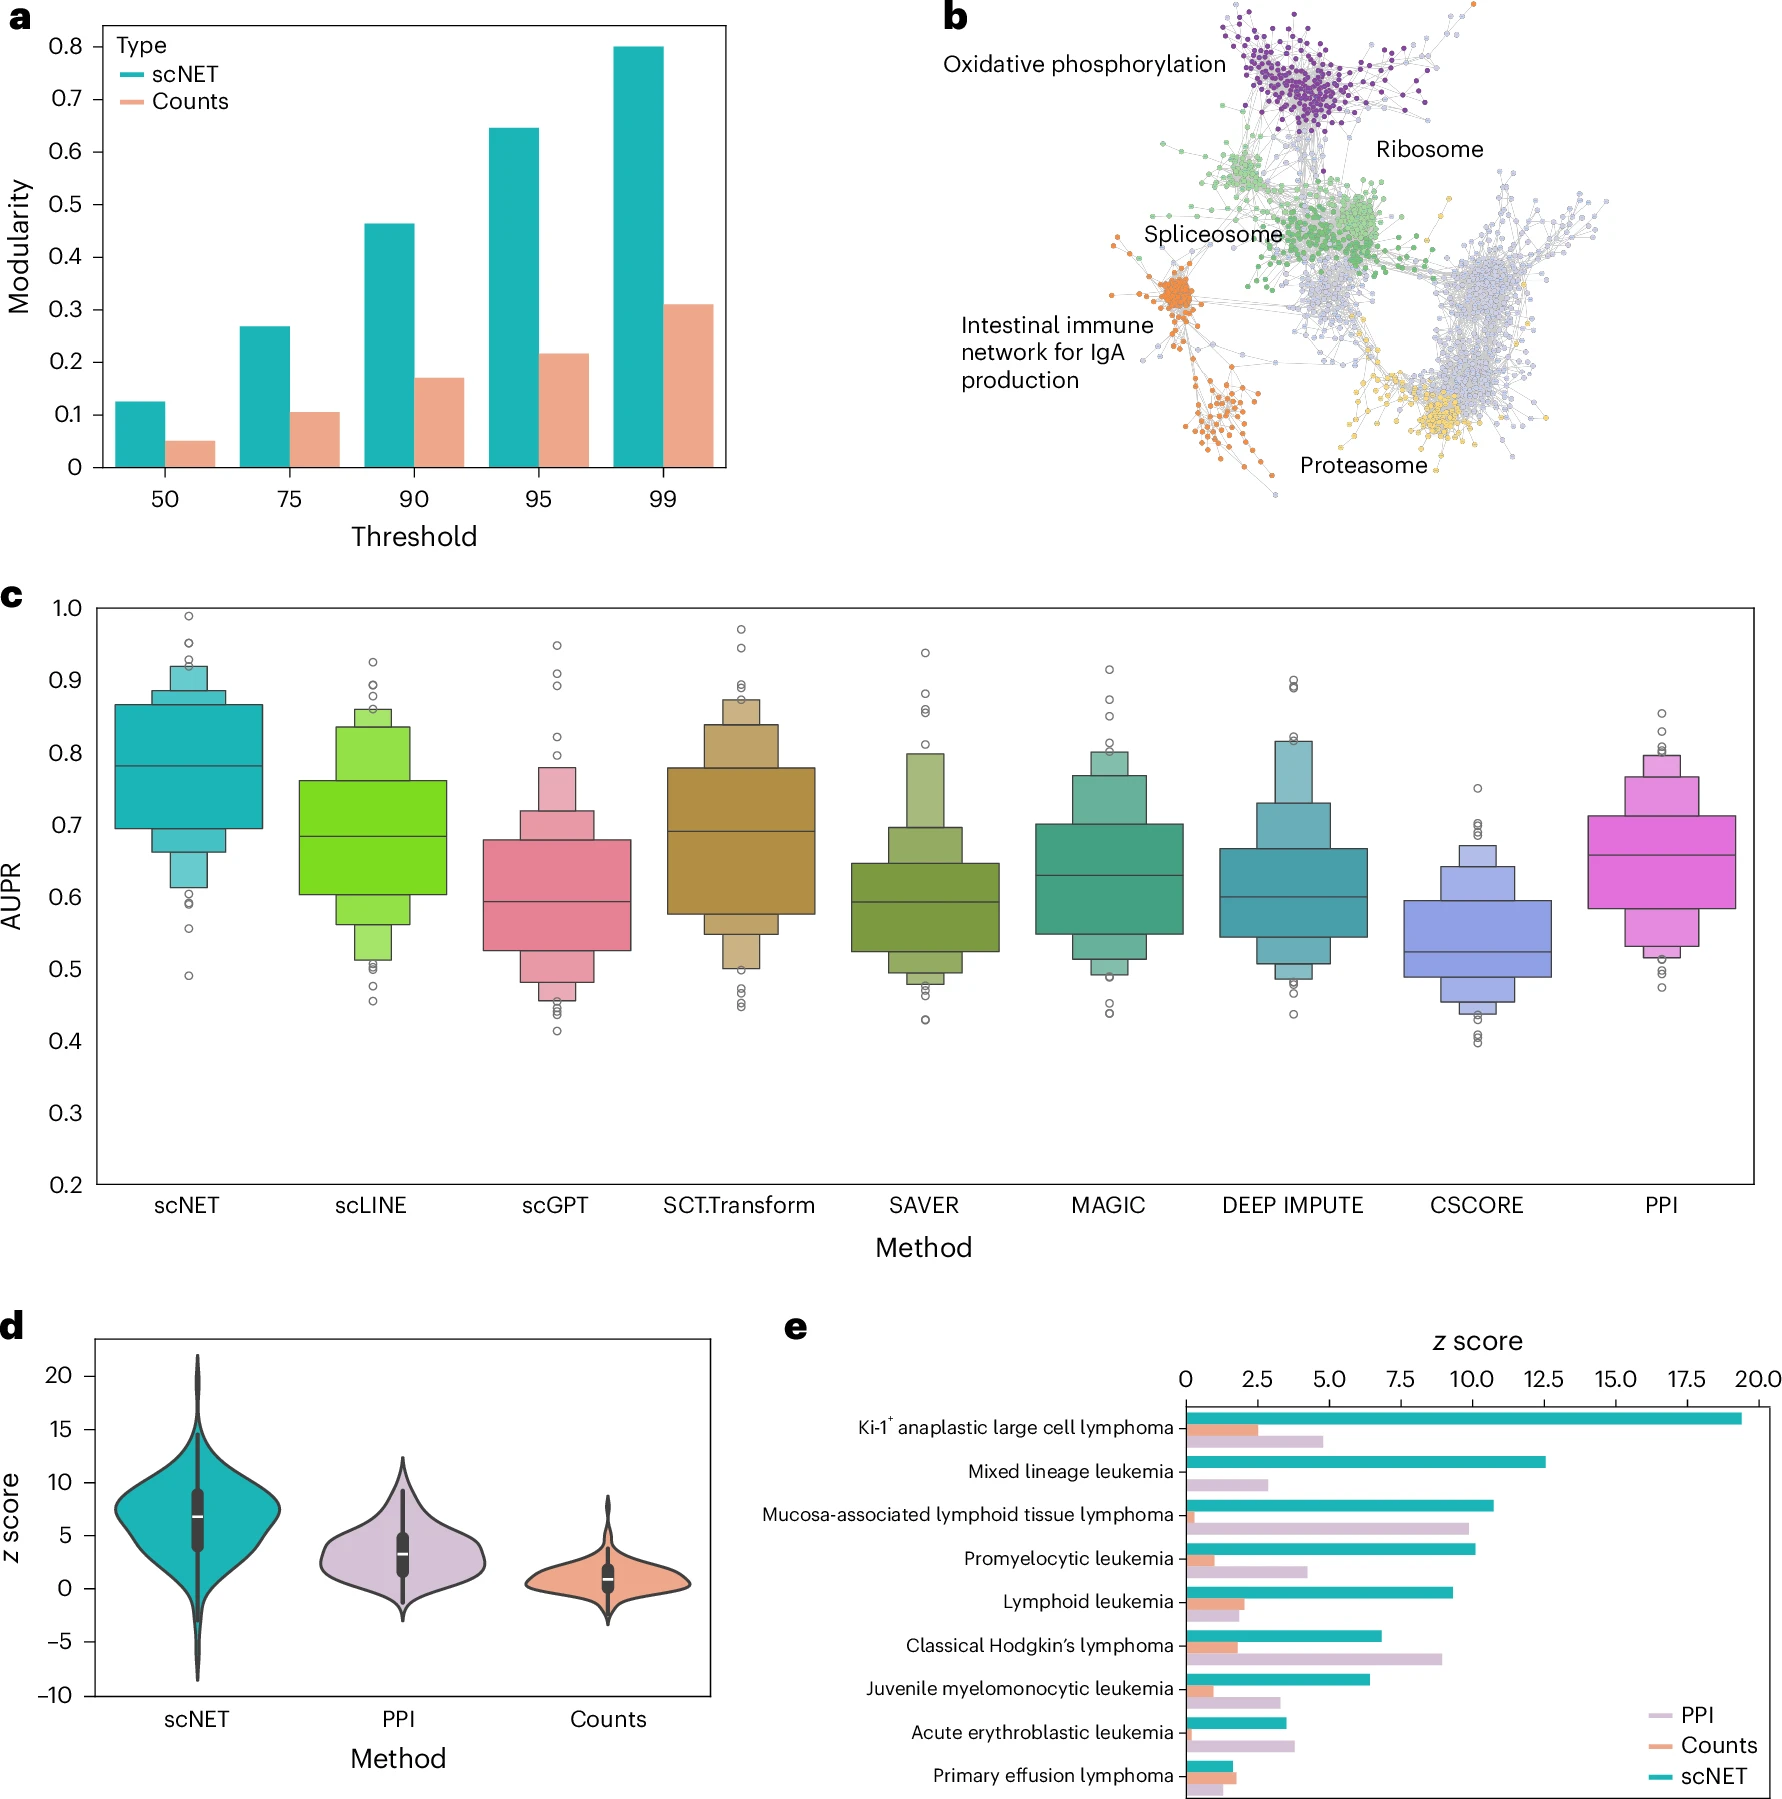 a
Type
scNET
Counts
0.8
0.7
0.6
0.5
0.4
0.3
0.2
0.1
0
Modularity
50 75 90 95 99
Threshold
b
Oxidative phosphorylation
Ribosome
Spliceosome
Intestinal immune
network for IgA
production
Proteasome
c
1.0
0.9
0.8
0.7
0.6
0.5
0.4
0.3
0.2
AUPR
scNET scLINE scGPT SCT.Transform SAVER MAGIC DEEP IMPUTE CSCORE PPI
Method
d
20
15
10
5
0
–5
–10
z score
scNET PPI Counts
Method
e
z score
0 2.5 5.0 7.5 10.0 12.5 15.0 17.5 20.0
Ki-1⁺ anaplastic large cell lymphoma
Mixed lineage leukemia
Mucosa-associated lymphoid tissue lymphoma
Promyelocytic leukemia
Lymphoid leukemia
Classical Hodgkin’s lymphoma
Juvenile myelomonocytic leukemia
Acute erythroblastic leukemia
Primary effusion lymphoma
PPI
Counts
scNET